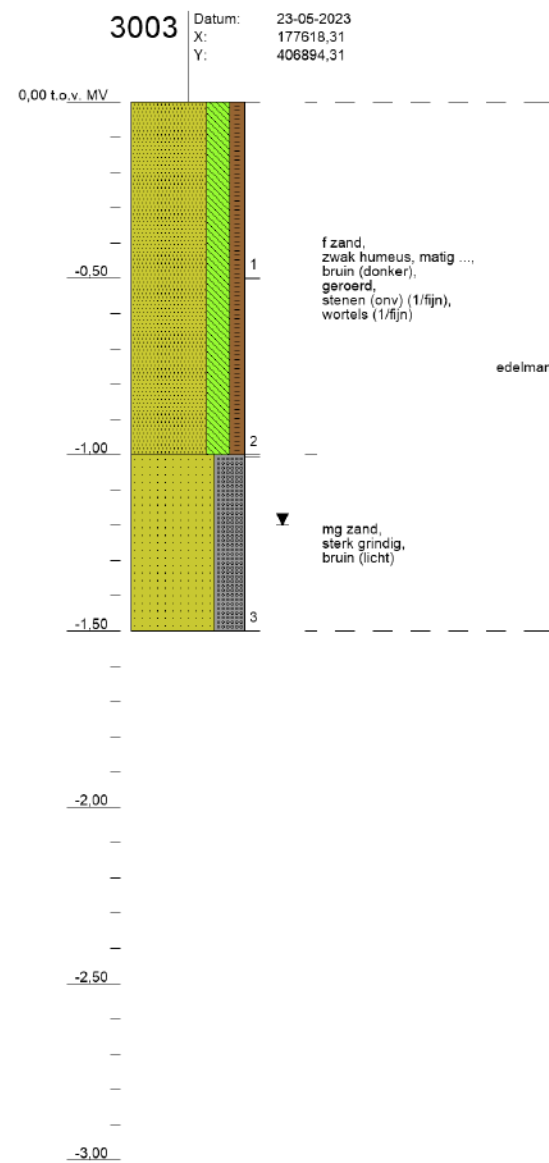 3003
Datum: 23-05-2023
X: 177618,31
Y: 406894,31
0,00 t.o.v. MV
f zand,
zwak humeus, matig ...,
1
bruin (donker),
-0,50
geroerd,
stenen (onv) (1/fijn),
wortels (1/fijn)
edelman
2
-1,00
mg zand,
sterk grindig,
bruin (licht)
3
-1,50
-2,00
-2,50
-3,00